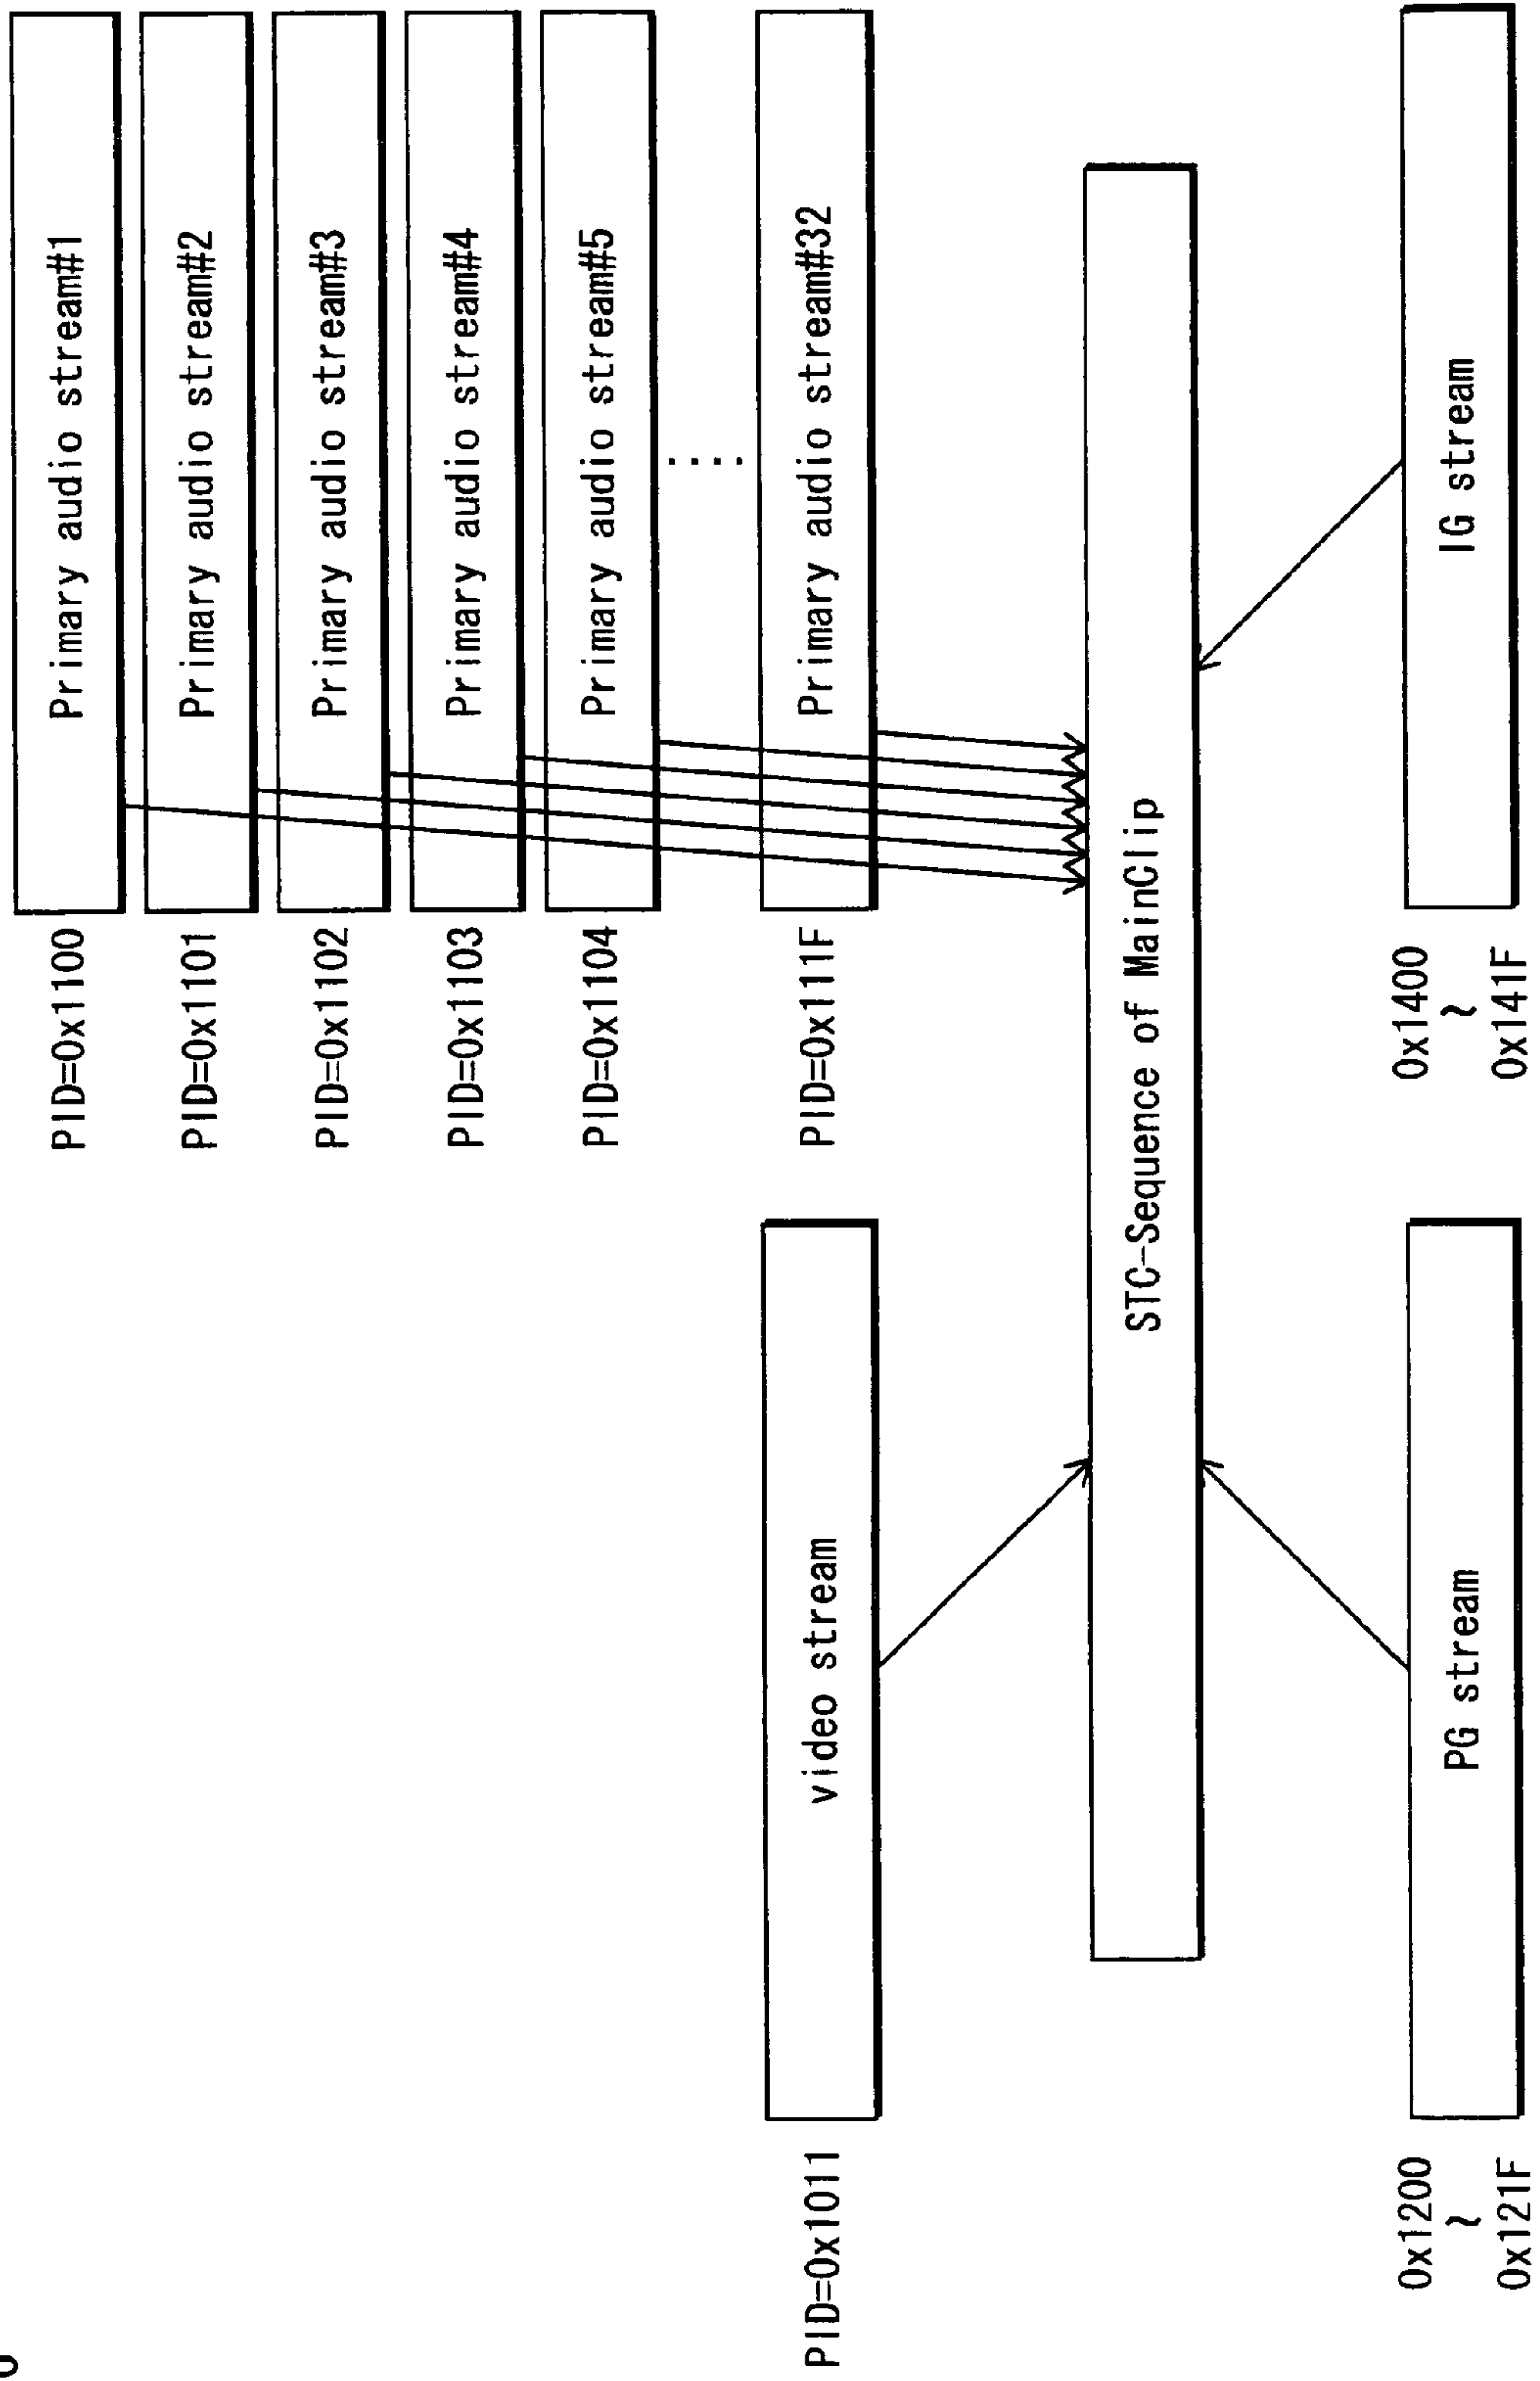 PID=0x1100
Primary audio stream#1
PID=0x1101
Primary audio stream#2
PID=0x1102
Primary audio stream#3
PID=0x1103
Primary audio stream#4
PID=0x1104
Primary audio stream#5
....
PID=0x1011
video stream
PID=0x111F
Primary audio stream#32
STC-Sequence of MainClip
0x1200
~
0x121F
PG stream
0x1400
~
0x141F
IG stream